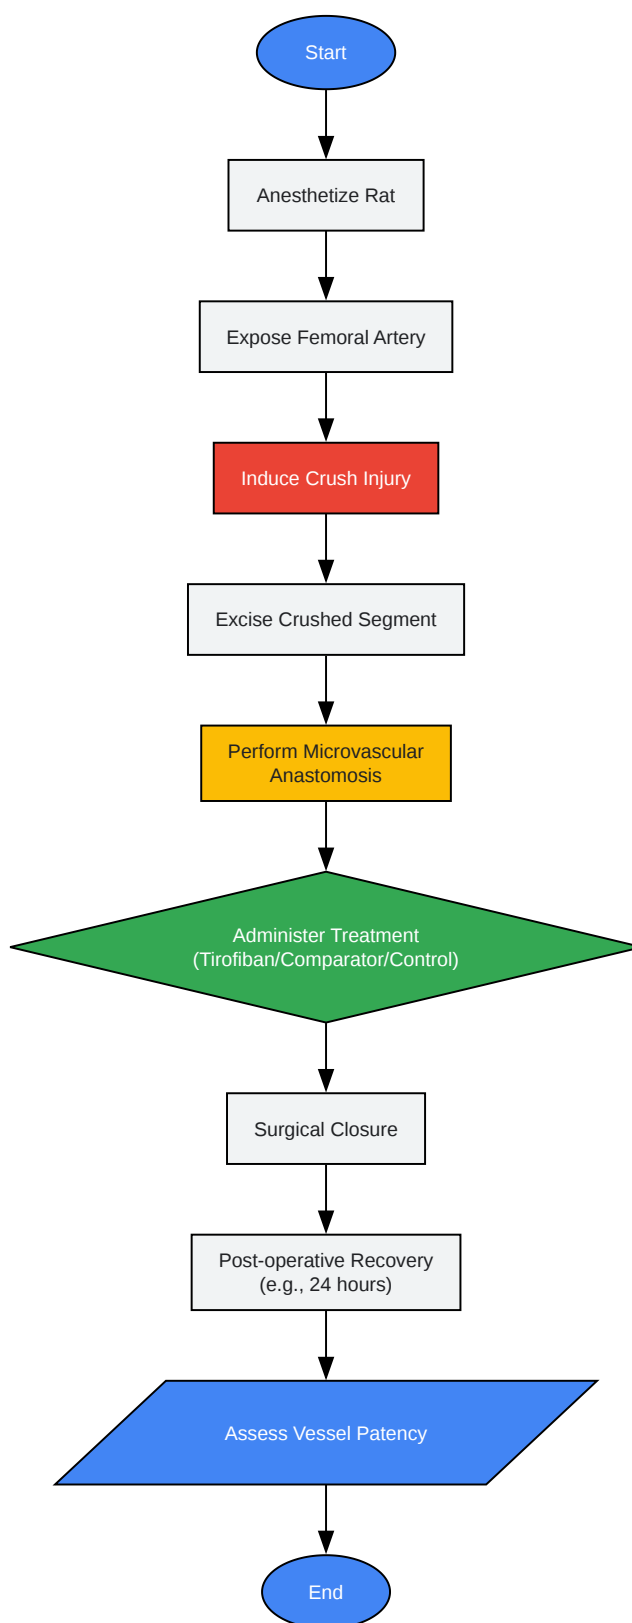 Start
Anesthetize Rat
Expose Femoral Artery
Induce Crush Injury
Excise Crushed Segment
Perform Microvascular
Anastomosis
Administer Treatment
(Tirofiban/Comparator/Control)
Surgical Closure
Post-operative Recovery
(e.g., 24 hours)
Assess Vessel Patency
End